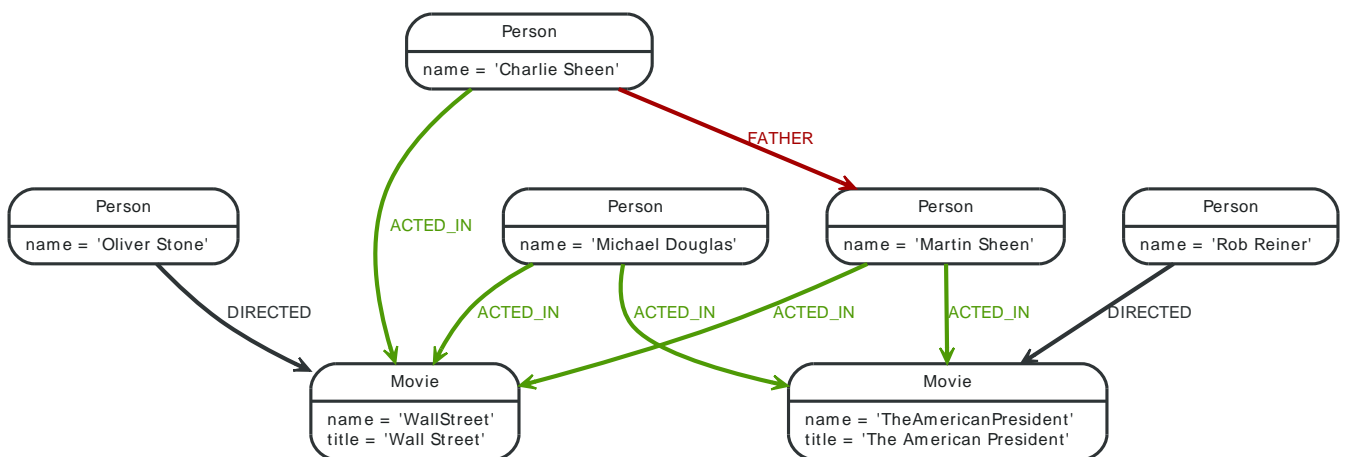 Person
name = 'Charlie Sheen'
FATHER
Person
name = 'Oliver Stone'
Person
name = 'Michael Douglas'
Person
name = 'Martin Sheen'
Person
name = 'Rob Reiner'
ACTED_IN
DIRECTED
ACTED_IN
ACTED_IN
ACTED_IN
ACTED_IN
DIRECTED
Movie
name = 'WallStreet'
title = 'Wall Street'
Movie
name = 'TheAmericanPresident'
title = 'The American President'